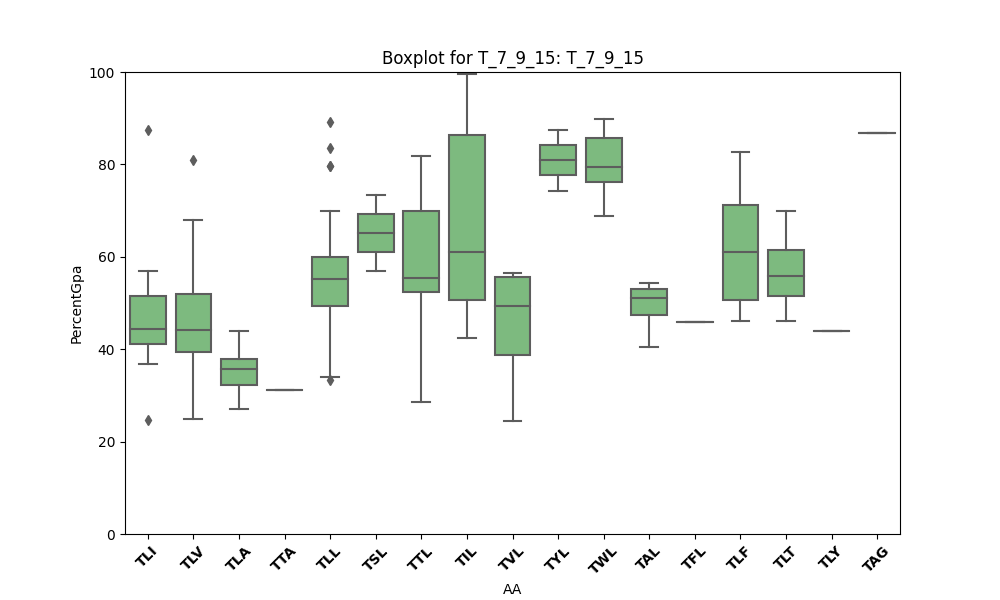 Boxplot for T_7_9_15: T_7_9_15
PercentGpa
100
80
60
40
20
0
TLI TLV TLA TTA TLL TSL TTL TIL TVL TYL TWL TAL TFL TLF TLT TLY TAG
AA